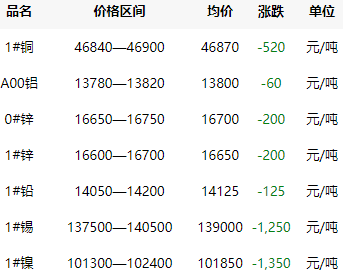 品名 价格区间 均价 涨跌 单位
1#铜 46840—46900 46870 -520 元/吨
A00铝 13780—13820 13800 -60 元/吨
0#锌 16650—16750 16700 -200 元/吨
1#锌 16600—16700 16650 -200 元/吨
1#铅 14050—14200 14125 -125 元/吨
1#锡 137500—140500 139000 -1,250 元/吨
1#镍 101300—102400 101850 -1,350 元/吨